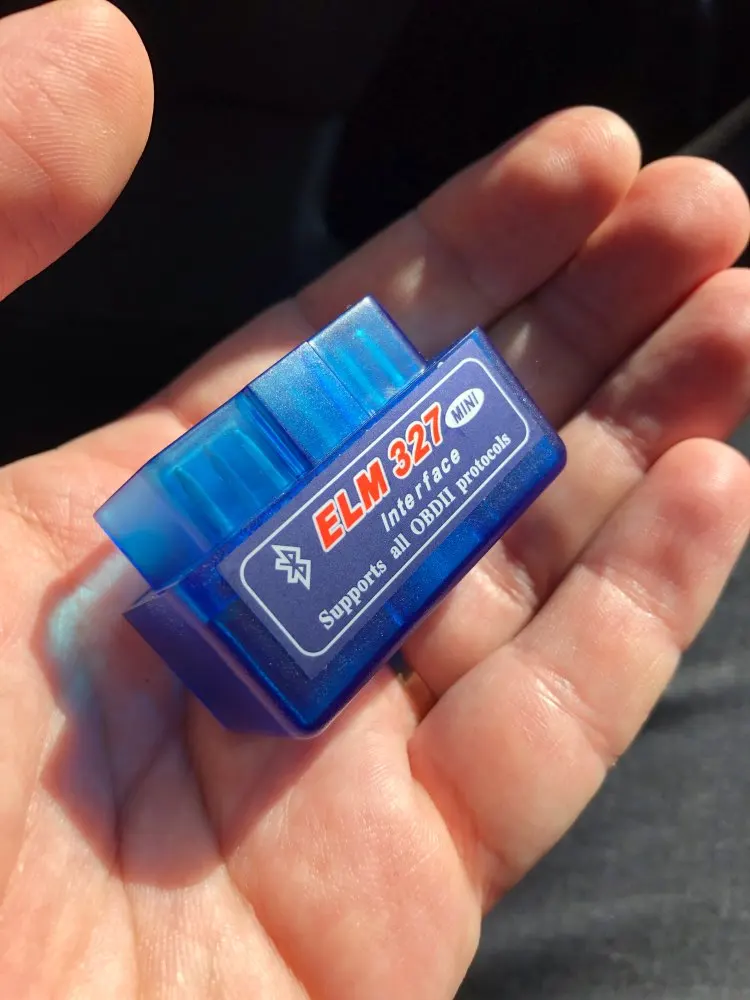 ELM 327 MINI
Interface
Supports all OBDII protocols